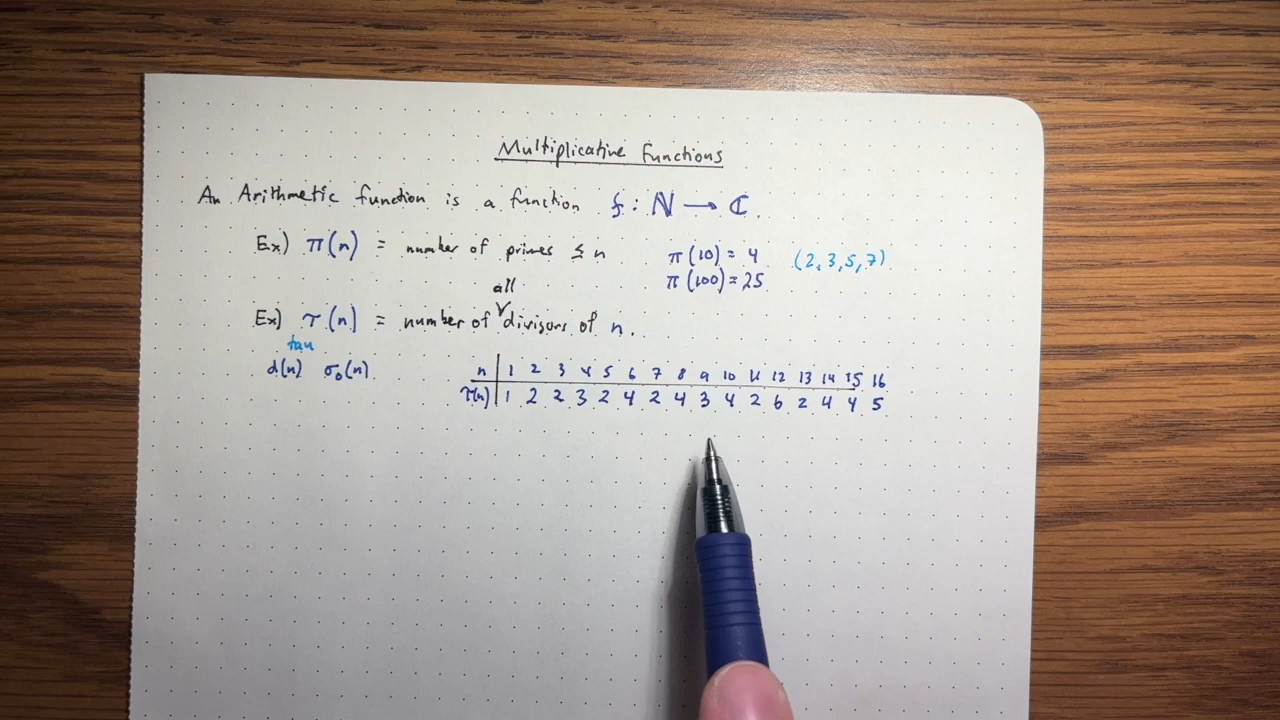 Multiplicative Functions
An Arithmetic function is a function f : ℕ → ℂ.
Ex) π(n) = number of primes ≤ n π(10) = 4 (2,3,5,7)
π(100) = 25
all
Ex) τ(n) = number of divisors of n.
tau
d(n) σ₀(n)
n 1 2 3 4 5 6 7 8 9 10 11 12 13 14 15 16
τ(n) 1 2 2 3 2 4 2 4 3 4 2 6 2 4 4 5